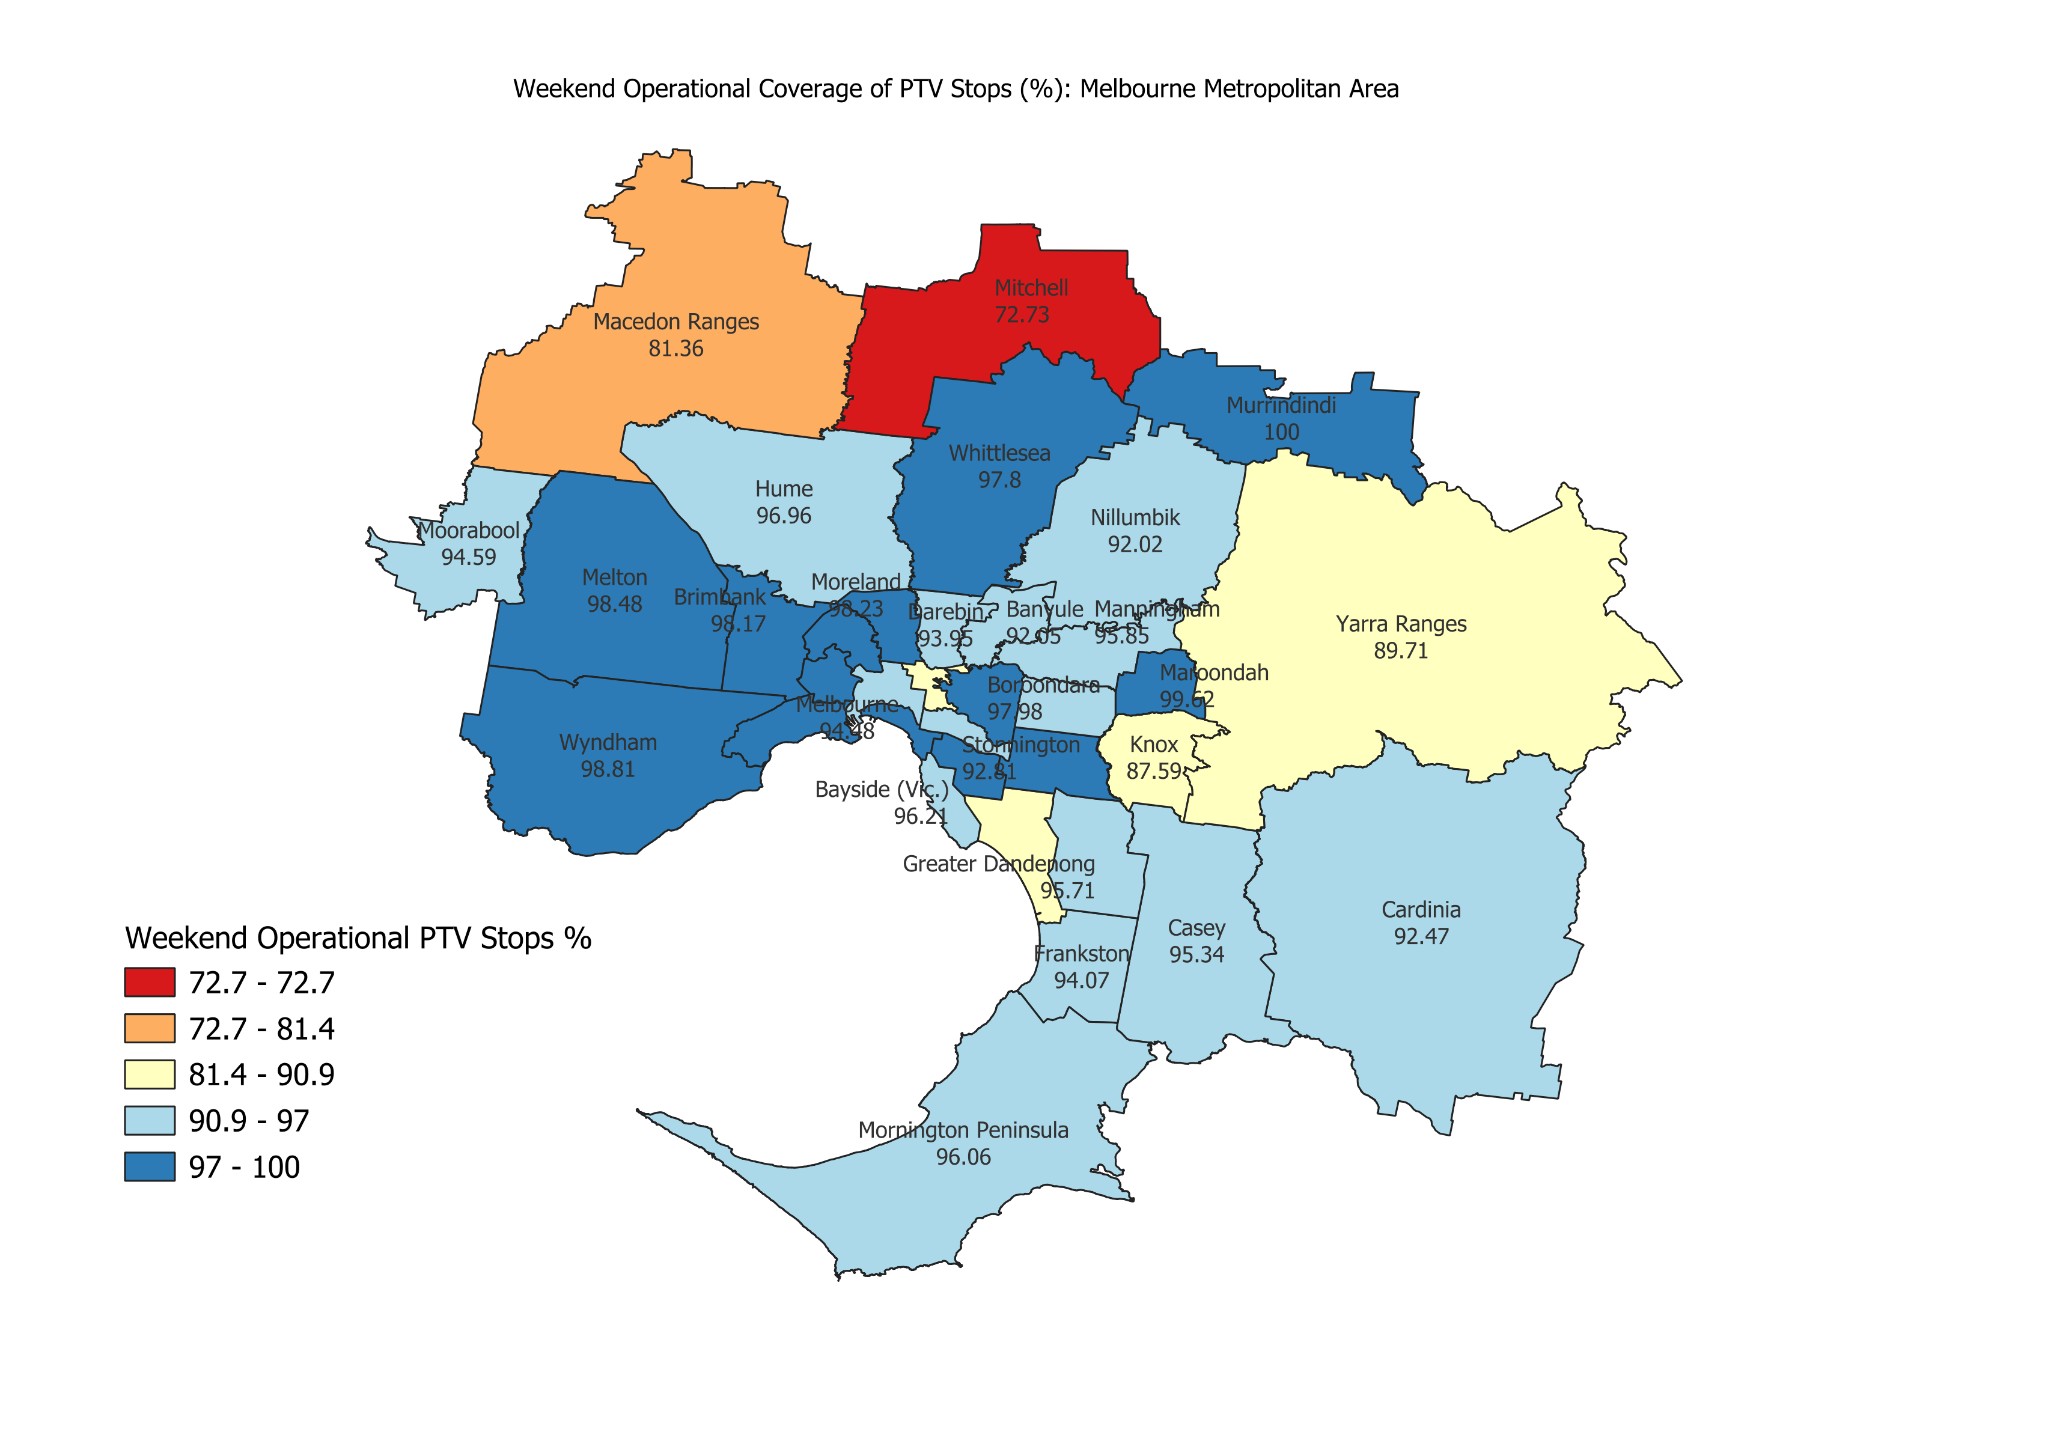 Weekend Operational Coverage of PTV Stops (%): Melbourne Metropolitan Area
Mitchell
72.73
Macedon Ranges
81.36
Murrindindi
100
Whittlesea
97.8
Hume
96.96
Nillumbik
92.02
Moorabool
94.59
Melton
98.48
Brimbank
98.17
Moreland
98.23
Darebin
93.95
Banyule
92.05
Manningham
95.85
Yarra Ranges
89.71
Maroondah
99.62
Boroondara
97.98
Melbourne
94.48
Wyndham
98.81
Stonnington
92.81
Knox
87.59
Bayside (Vic.)
96.21
Greater Dandenong
95.71
Cardinia
92.47
Casey
95.34
Frankston
94.07
Mornington Peninsula
96.06
Weekend Operational PTV Stops %
72.7 - 72.7
72.7 - 81.4
81.4 - 90.9
90.9 - 97
97 - 100